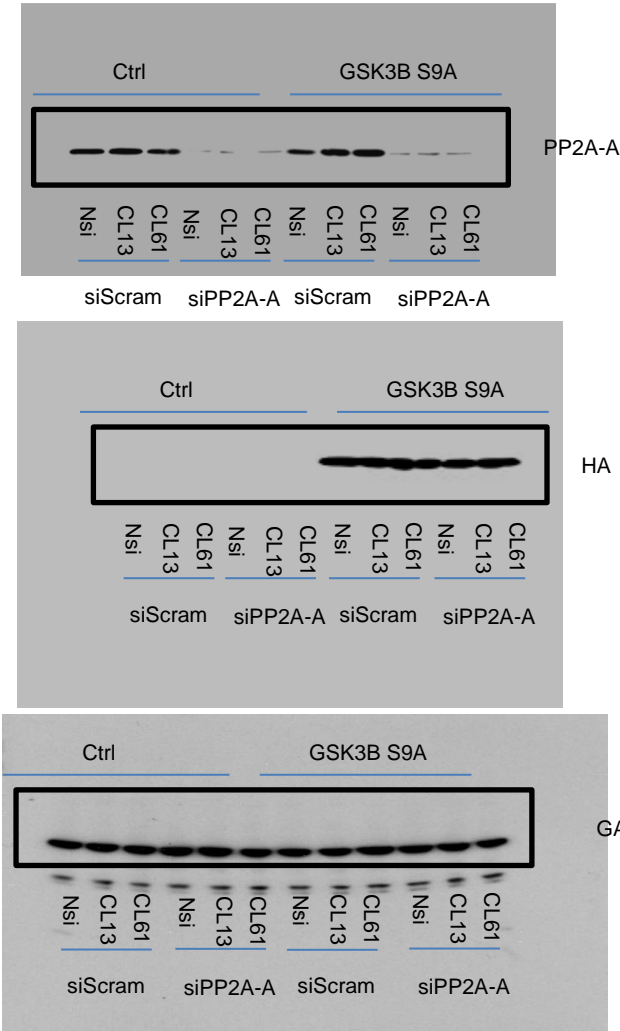 Ctrl GSK3B S9A
PP2A-A
Nsi CL13 CL61 Nsi CL13 CL61 Nsi CL13 CL61 Nsi CL13 CL61
siScram siPP2A-A siScram siPP2A-A
Ctrl GSK3B S9A
HA
Nsi CL13 CL61 Nsi CL13 CL61 Nsi CL13 CL61 Nsi CL13 CL61
siScram siPP2A-A siScram siPP2A-A
Ctrl GSK3B S9A
GA
Nsi CL13 CL61 Nsi CL13 CL61 Nsi CL13 CL61 Nsi CL13 CL61
siScram siPP2A-A siScram siPP2A-A